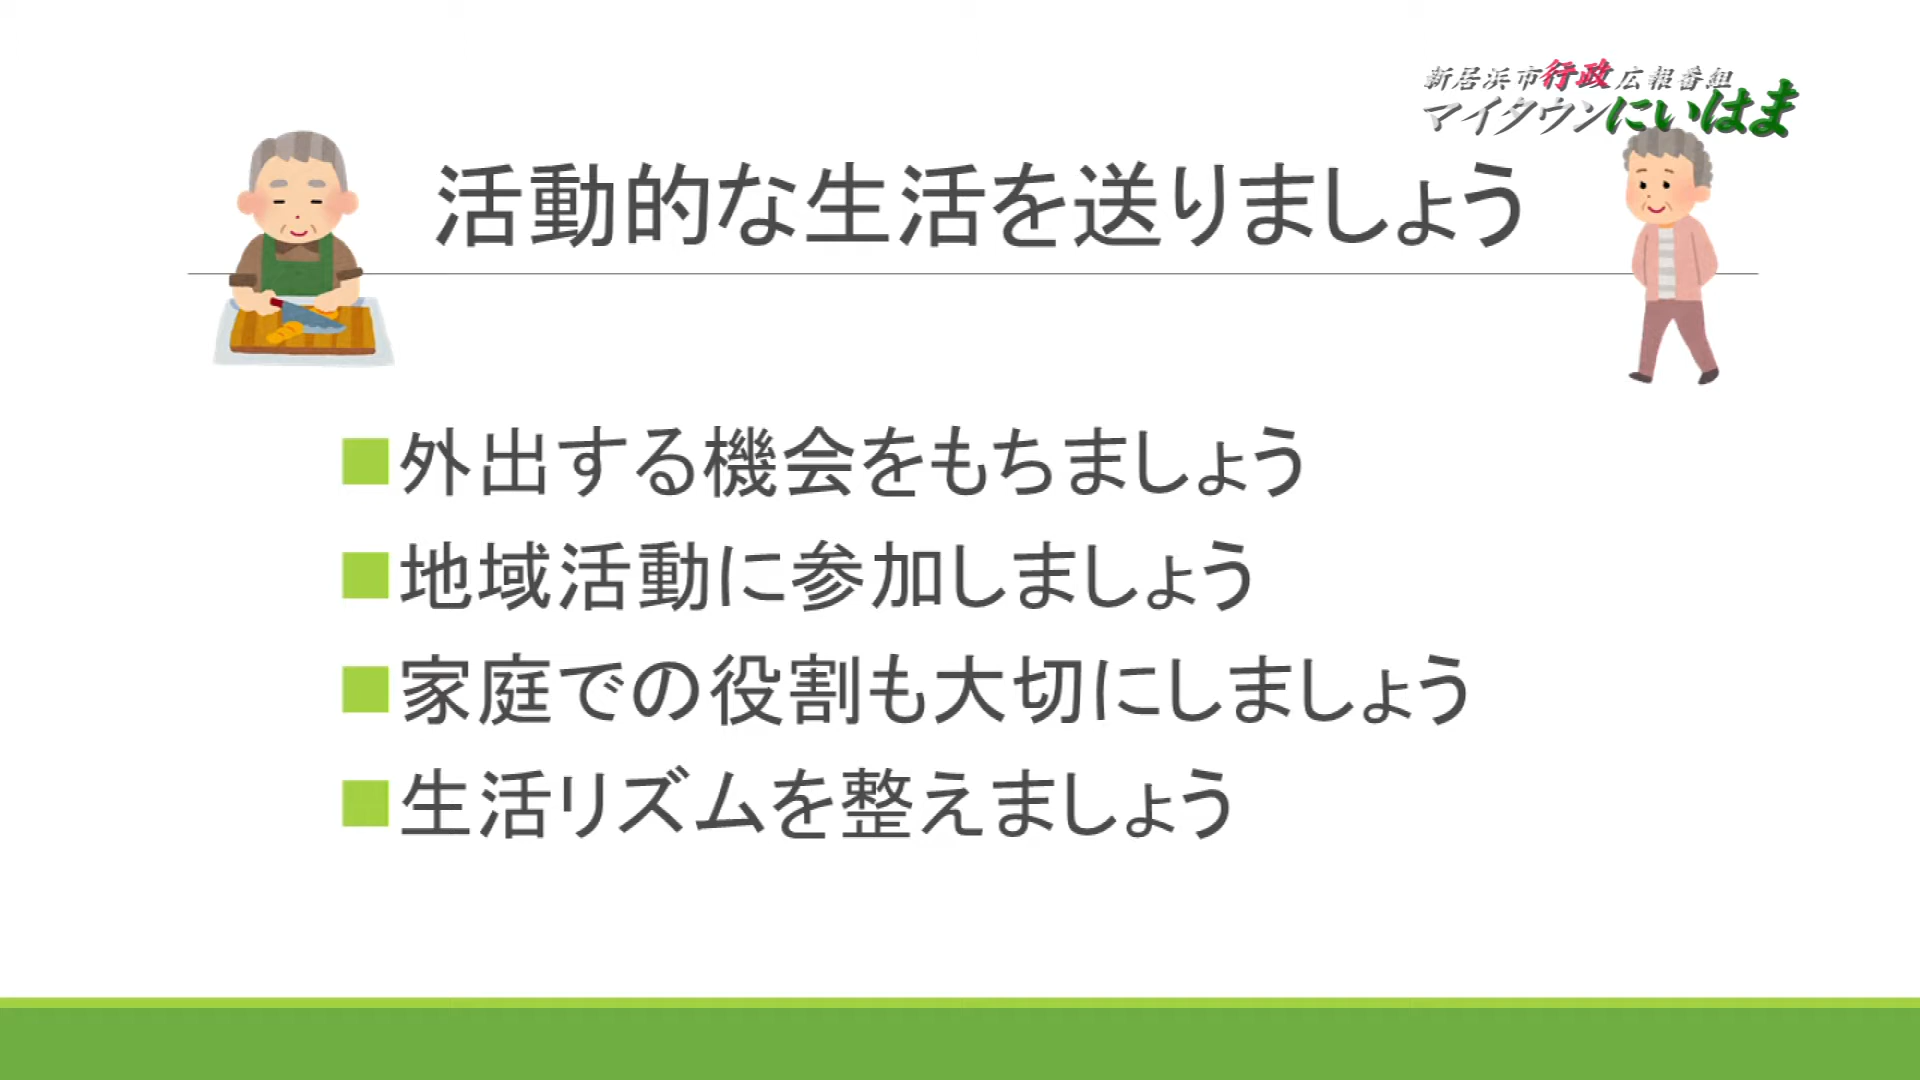 新居浜市行政広報番組
マイタウンにいはま
活動的な生活を送りましょう
■外出する機会をもちましょう
■地域活動に参加しましょう
■家庭での役割も大切にしましょう
■生活リズムを整えましょう